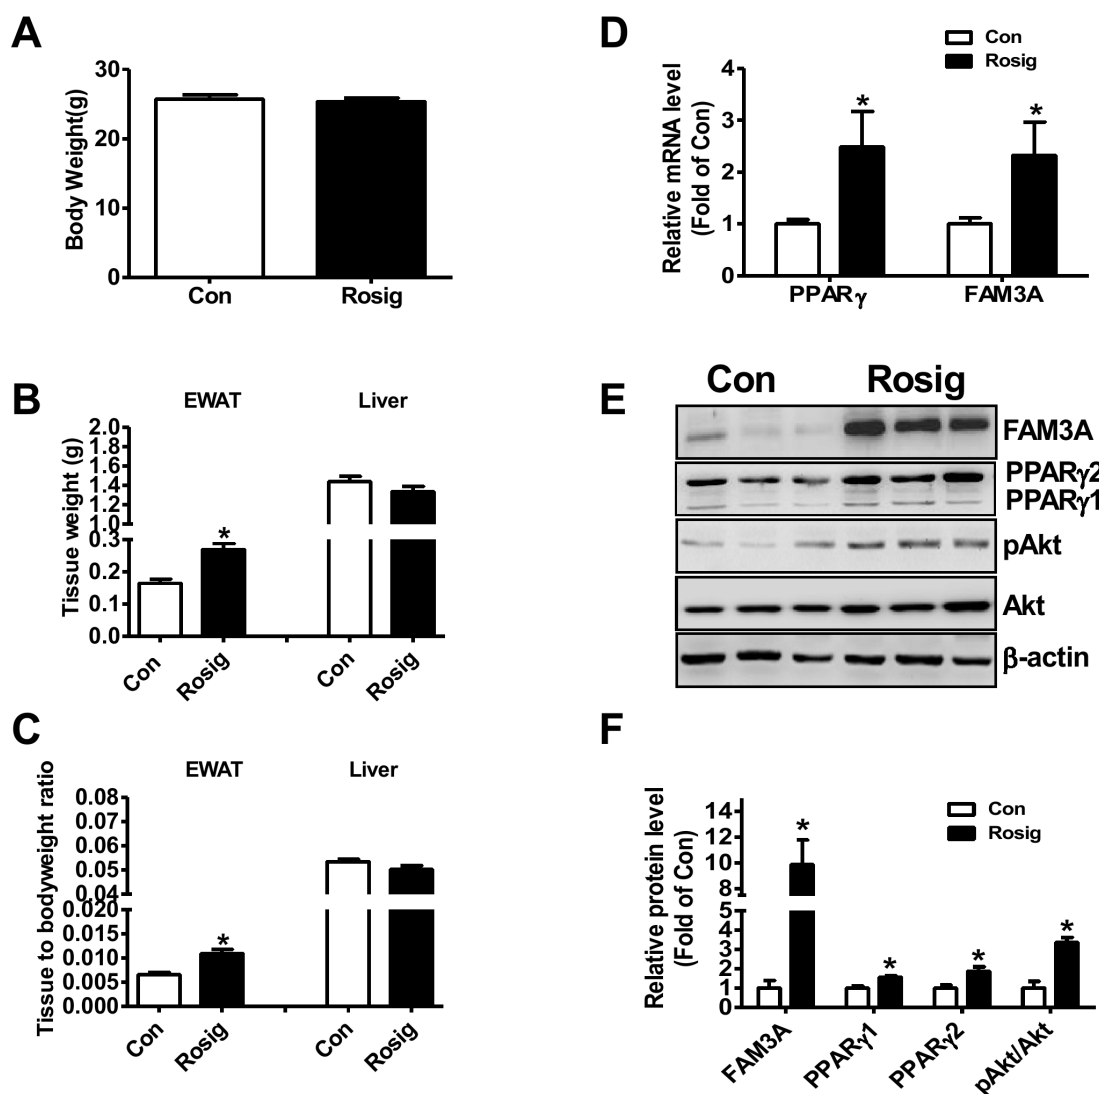 A
Body Weight(g)
30
20
10
0
Con
Rosig
B
EWAT
Liver
Tissue weight (g)
2.0
1.8
1.6
1.4
1.2
1.0
0.3
0.2
0.1
0.0
*
Con
Rosig
Con
Rosig
C
EWAT
Liver
Tissue to bodyweight ratio
0.08
0.07
0.06
0.05
0.04
0.020
0.015
0.010
0.005
0.000
*
Con
Rosig
Con
Rosig
D
Con
Rosig
Relative mRNA level
(Fold of Con)
4
3
2
1
0
*
*
PPARγ
FAM3A
E
Con
Rosig
FAM3A
PPARγ2
PPARγ1
pAkt
Akt
β-actin
F
Con
Rosig
Relative protein level
(Fold of Con)
14
12
10
8
5
4
3
2
1
0
*
*
*
*
FAM3A
PPARγ1
PPARγ2
pAkt/Akt